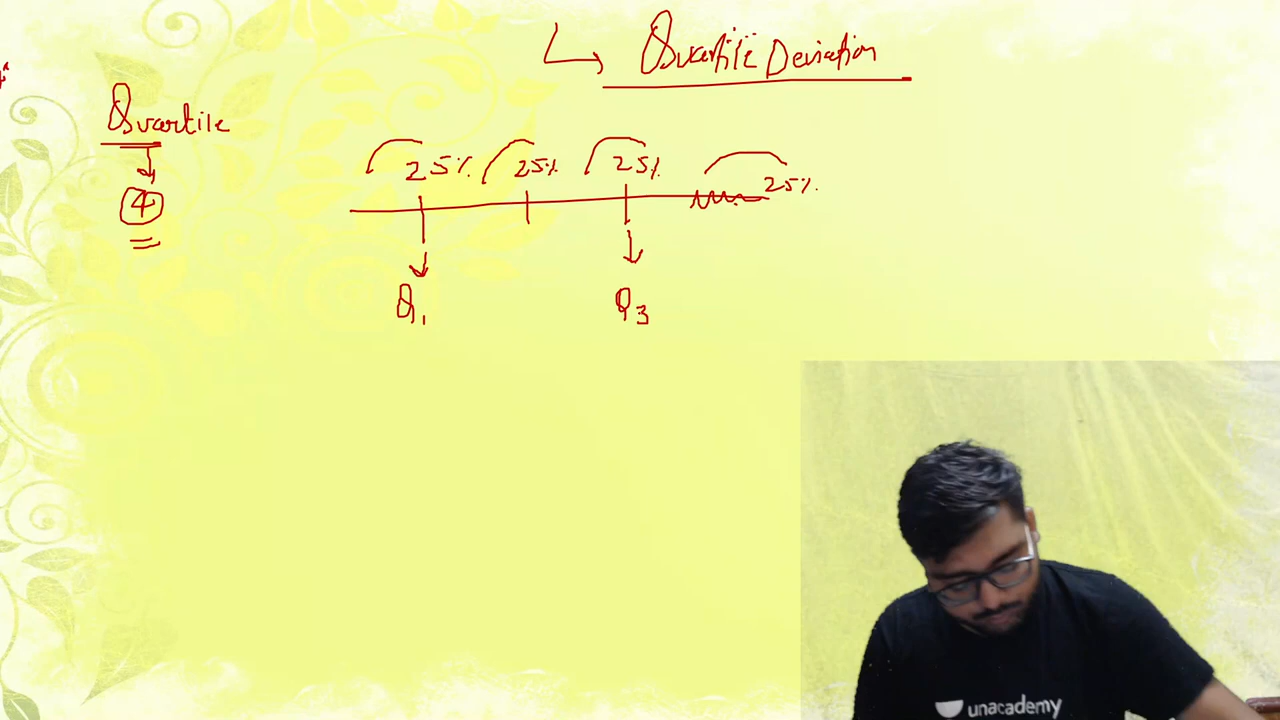 Quartile Deviation
Quartile
4
25% 25% 25% 25%
Q1 Q3
unacademy